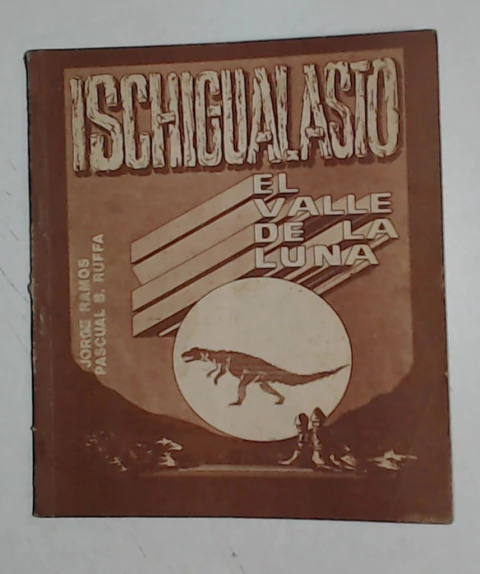 ISCHIGUALASTO
EL
VALLE
DE LA
LUNA
JORGE RAMOS
PASCUAL B. RUFFA